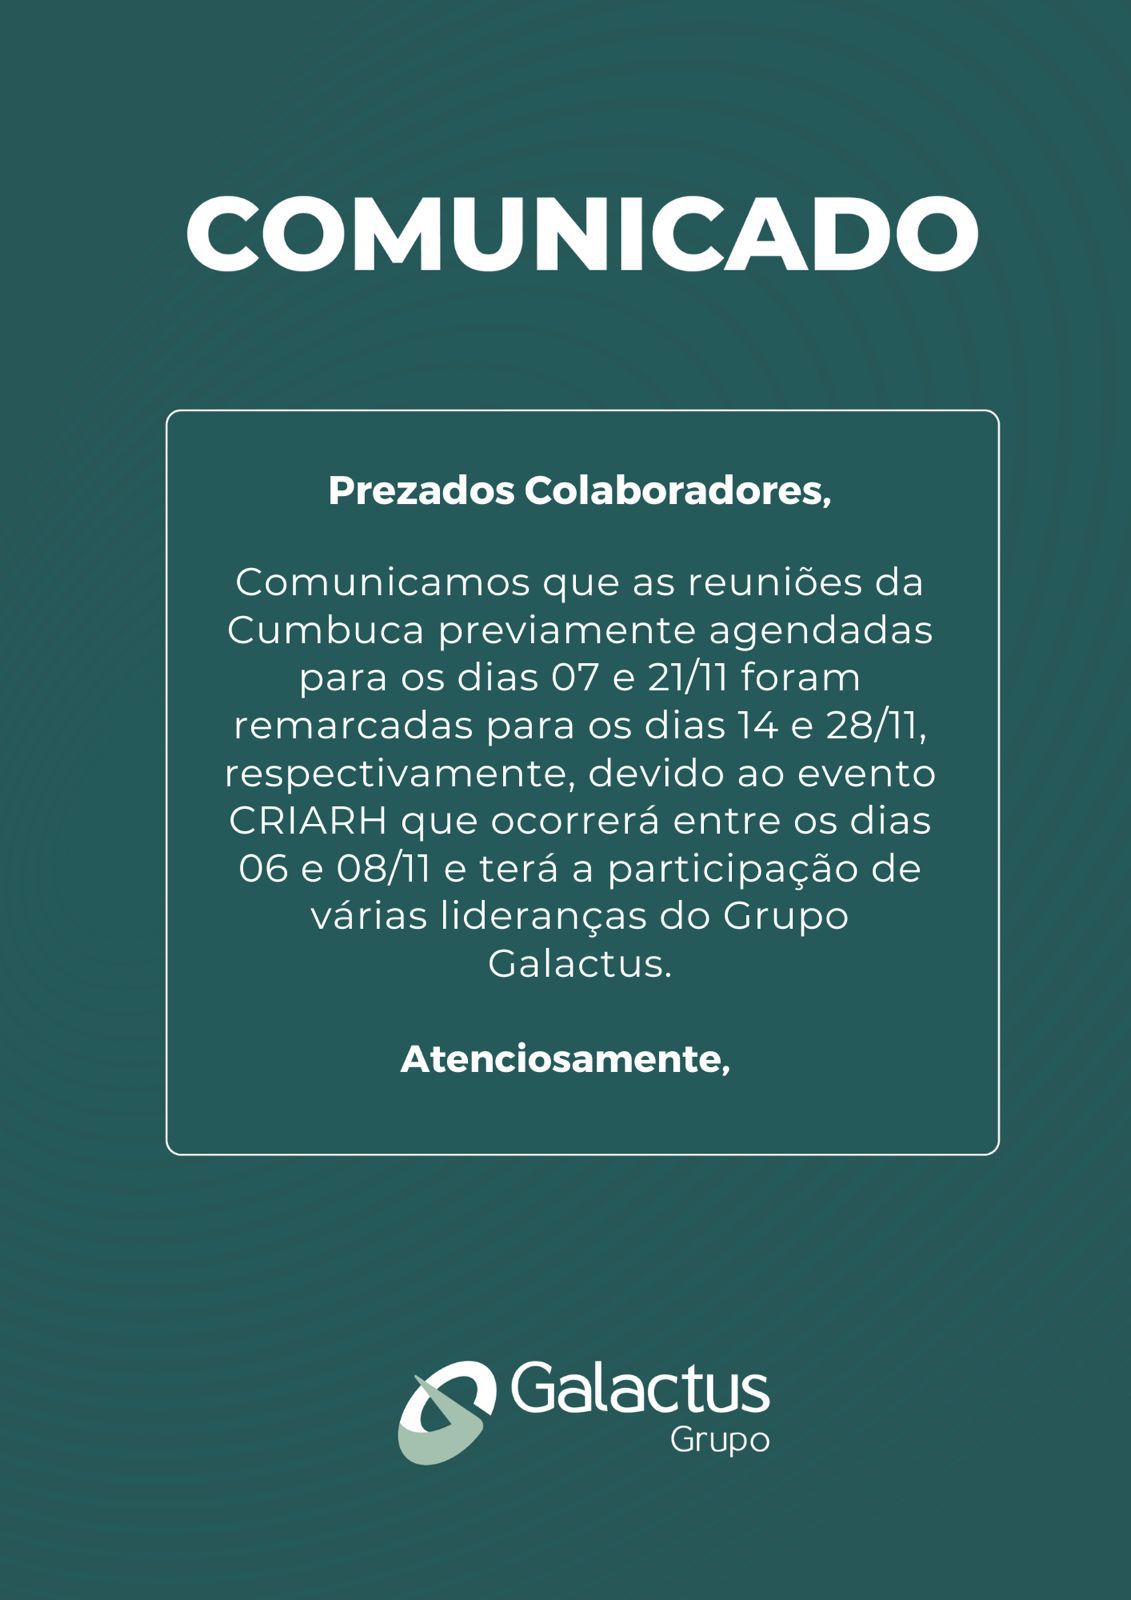 COMUNICADO
Prezados Colaboradores,
Comunicamos que as reuniões da
Cumbuca previamente agendadas
para os dias 07 e 21/11 foram
remarcadas para os dias 14 e 28/11,
respectivamente, devido ao evento
CRIARH que ocorrerá entre os dias
06 e 08/11 e terá a participação de
várias lideranças do Grupo
Galactus.
Atenciosamente,
Galactus
Grupo